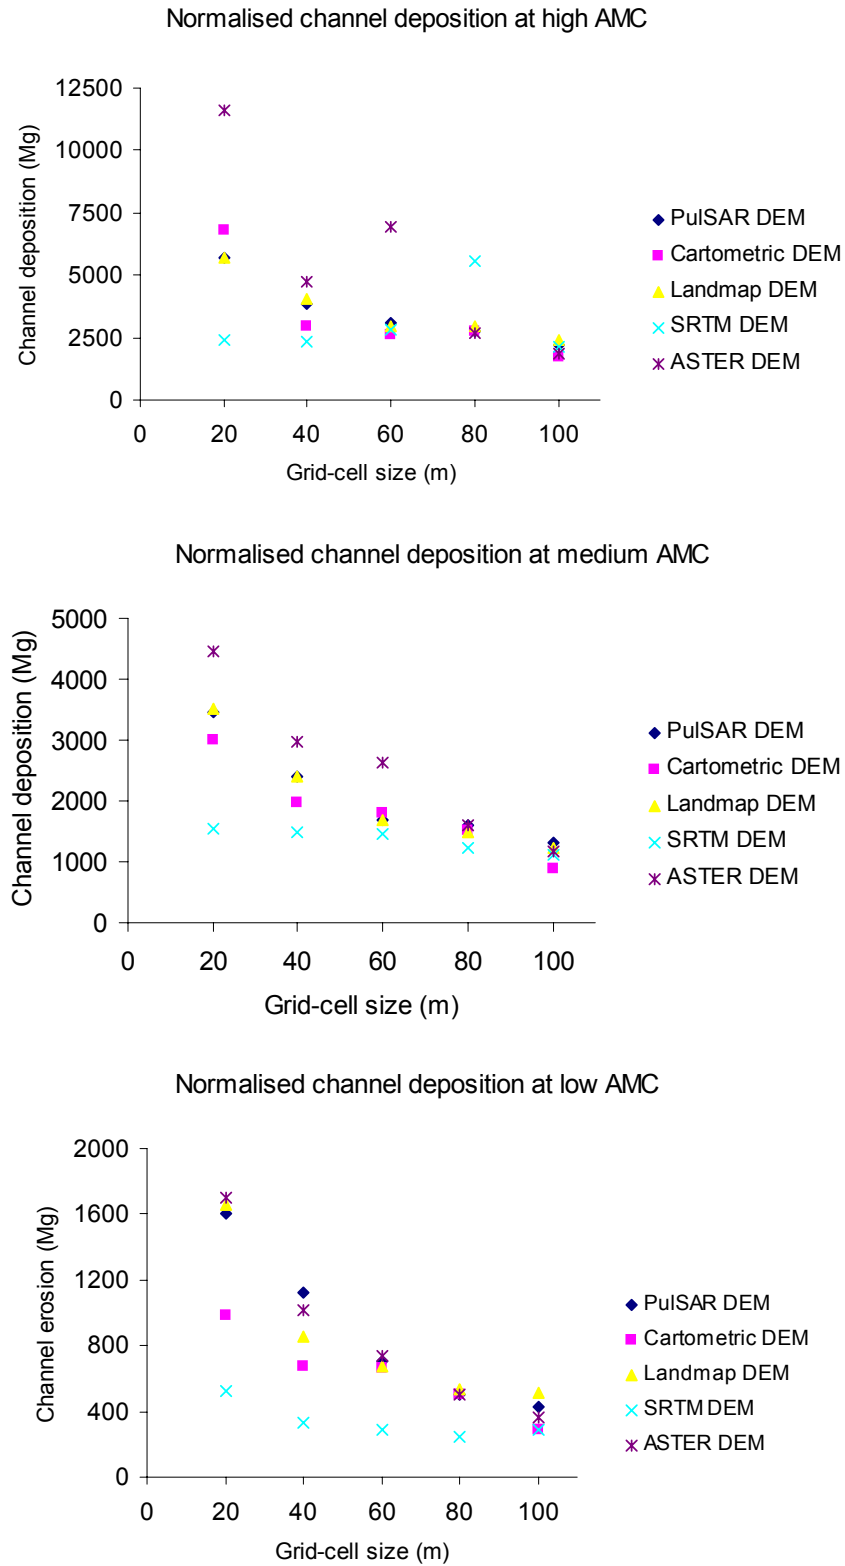 Normalised channel deposition at high AMC
12500
10000
7500
5000
2500
0
Channel deposition (Mg)
0 20 40 60 80 100
Grid-cell size (m)
PulSAR DEM
Cartometric DEM
Landmap DEM
SRTM DEM
ASTER DEM
Normalised channel deposition at medium AMC
5000
4000
3000
2000
1000
0
Channel deposition (Mg)
0 20 40 60 80 100
Grid-cell size (m)
PulSAR DEM
Cartometric DEM
Landmap DEM
SRTM DEM
ASTER DEM
Normalised channel deposition at low AMC
2000
1600
1200
800
400
0
Channel erosion (Mg)
0 20 40 60 80 100
Grid-cell size (m)
PulSAR DEM
Cartometric DEM
Landmap DEM
SRTM DEM
ASTER DEM